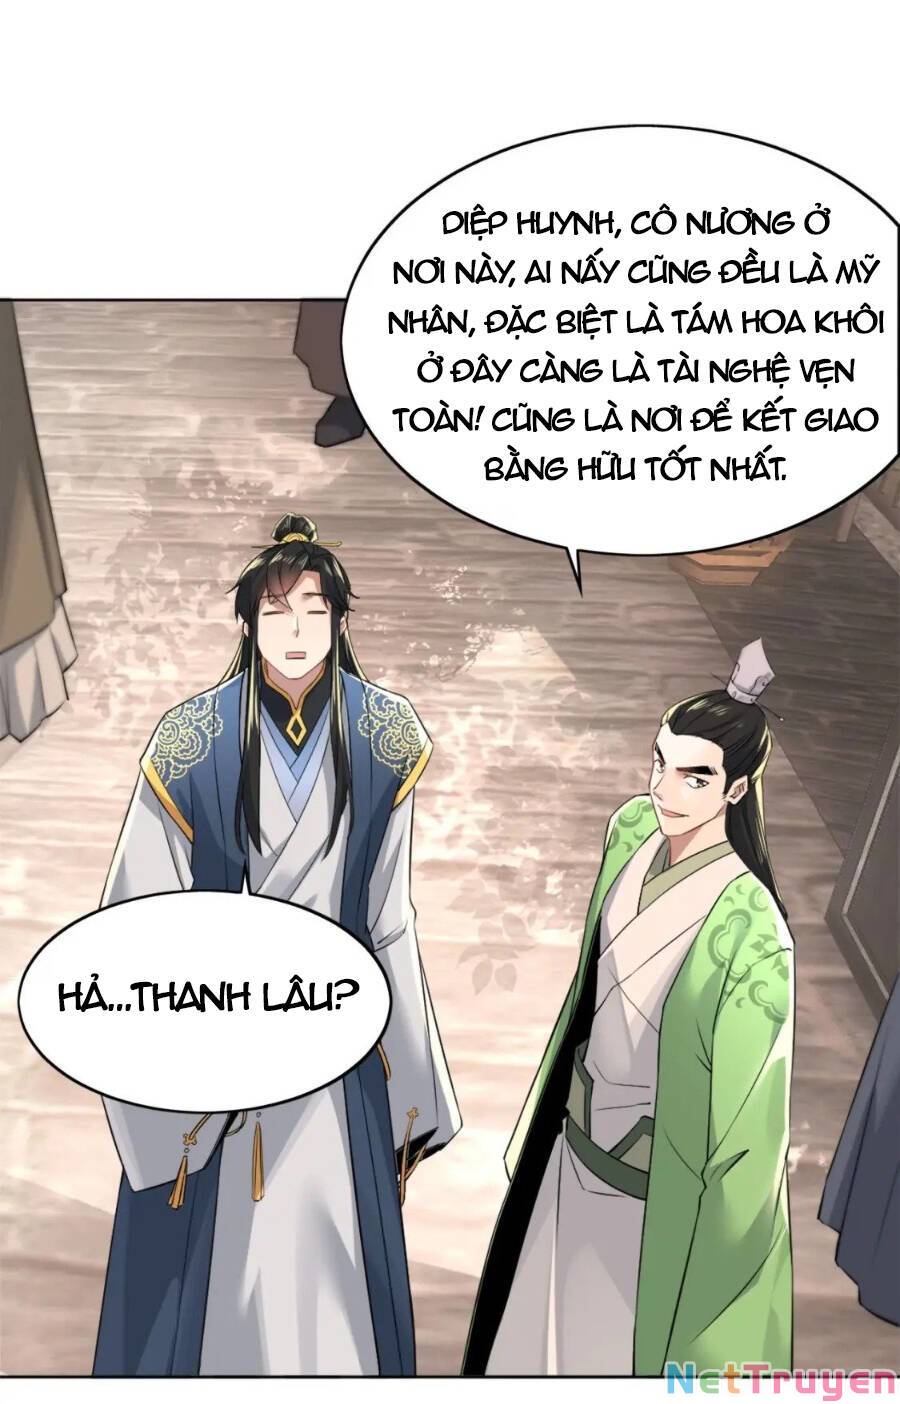 DIỆP HUYNH, CÔ NƯƠNG Ở
NƠI NÀY, AI NẤY CŨNG ĐỀU LÀ MỸ
NHÂN, ĐẶC BIỆT LÀ TÁM HOA KHÔI
Ở ĐÂY CÀNG LÀ TÀI NGHỆ VẸN
TOÀN! CŨNG LÀ NƠI ĐỂ KẾT GIAO
BẰNG HỮU TỐT NHẤT.
HẢ...THANH LÂU?
NetTruyen